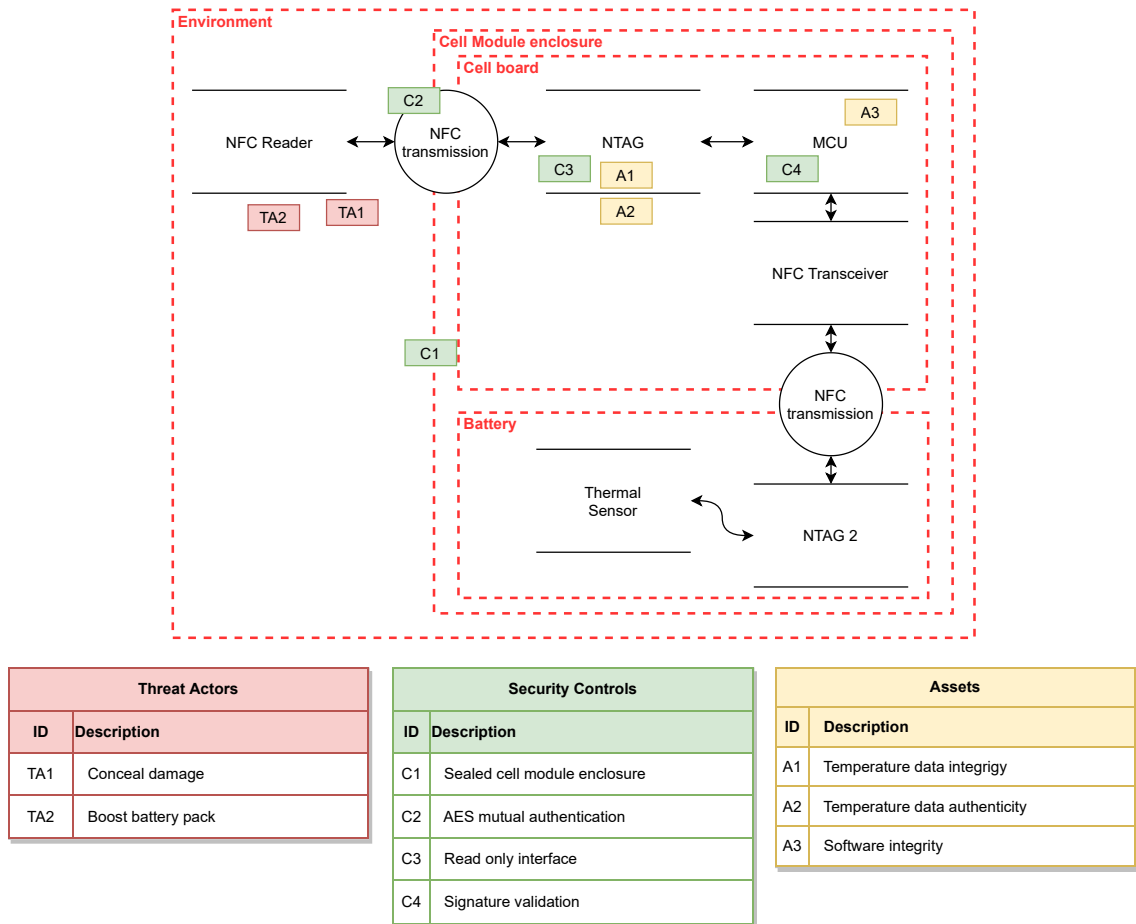 Environment
Cell Module enclosure
Cell board
C2
A3
NFC Reader
NFC
transmission
NTAG
MCU
C3
A1
C4
TA2
TA1
A2
NFC Transceiver
C1
NFC
transmission
Battery
Thermal
Sensor
NTAG 2
Threat Actors
ID Description
TA1 Conceal damage
TA2 Boost battery pack
Security Controls
ID Description
C1 Sealed cell module enclosure
C2 AES mutual authentication
C3 Read only interface
C4 Signature validation
Assets
ID Description
A1 Temperature data integrigy
A2 Temperature data authenticity
A3 Software integrity